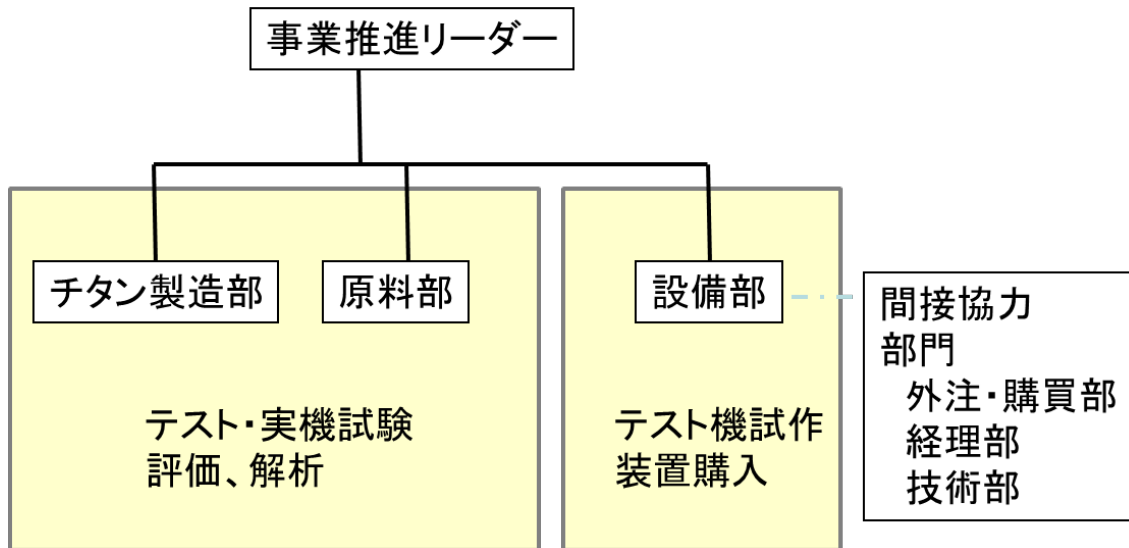 事業推進リーダー
チタン製造部
原料部
設備部
間接協力
部門
外注・購買部
経理部
技術部
テスト・実機試験
評価、解析
テスト機試作
装置購入